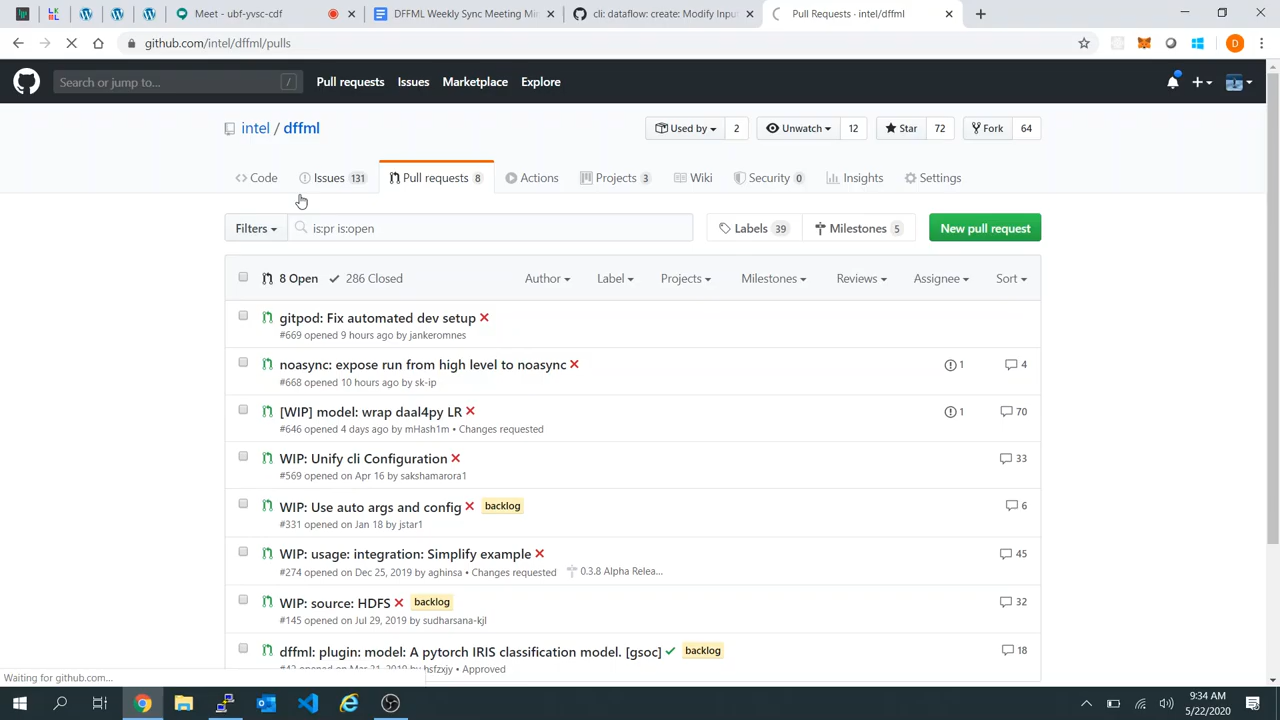 Meet - ubf-yvsc-cdf
DFFML Weekly Sync Meeting Mi
cli: dataflow: create: Modify Input
Pull Requests · intel/dffml
github.com/intel/dffml/pulls
D
Search or jump to...
/
Pull requests
Issues
Marketplace
Explore
intel / dffml
Used by
2
Unwatch
12
Star
72
Fork
64
Code
Issues 131
Pull requests 8
Actions
Projects 3
Wiki
Security 0
Insights
Settings
Filters
is:pr is:open
Labels 39
Milestones 5
New pull request
8 Open
286 Closed
Author
Label
Projects
Milestones
Reviews
Assignee
Sort
gitpod: Fix automated dev setup
#669 opened 9 hours ago by jankeromnes
noasync: expose run from high level to noasync
1
4
#668 opened 10 hours ago by sk-ip
[WIP] model: wrap daal4py LR
1
70
#646 opened 4 days ago by mHash1m • Changes requested
WIP: Unify cli Configuration
33
#569 opened on Apr 16 by sakshamarora1
WIP: Use auto args and config
backlog
6
#331 opened on Jan 18 by jstar1
WIP: usage: integration: Simplify example
45
#274 opened on Dec 25, 2019 by aghinsa • Changes requested
0.3.8 Alpha Relea...
WIP: source: HDFS
backlog
32
#145 opened on Jul 29, 2019 by sudharsana-kjl
dffml: plugin: model: A pytorch IRIS classification model. [gsoc]
backlog
18
#42 opened on Mar 31, 2019 by hsfzxjy • Approved
Waiting for github.com...
9:34 AM
5/22/2020